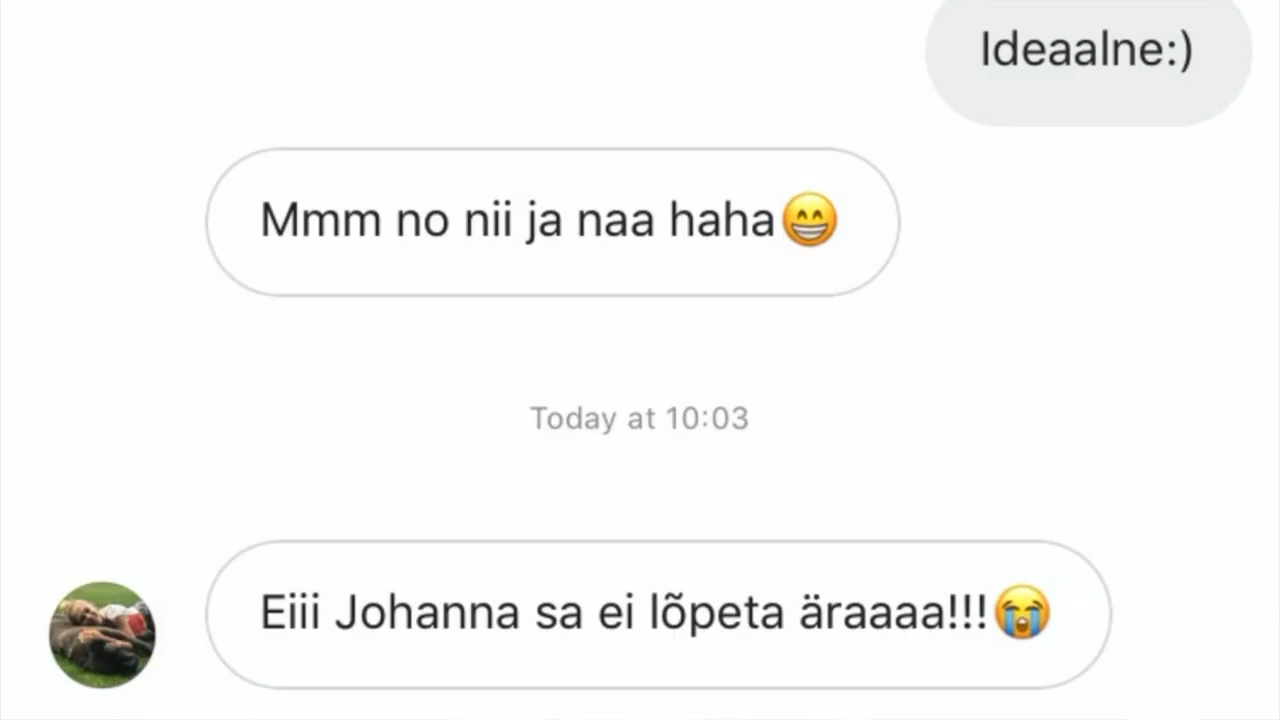 Ideaalne:)
Mmm no nii ja naa haha😁
Today at 10:03
Eiii Johanna sa ei lõpeta äraaaa!!!😭